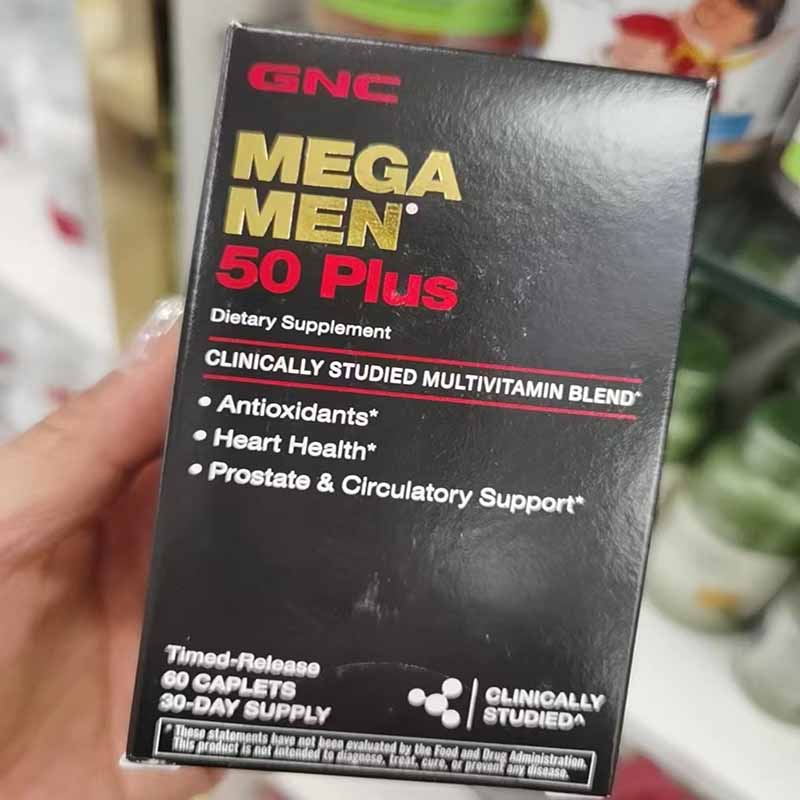 GNC
MEGA
MEN®
50 Plus
Dietary Supplement
CLINICALLY STUDIED MULTIVITAMIN BLEND^
• Antioxidants*
• Heart Health*
• Prostate & Circulatory Support*
Timed-Release
60 CAPLETS
30-DAY SUPPLY
CLINICALLY
STUDIED^
* These statements have not been evaluated by the Food and Drug Administration.
This product is not intended to diagnose, treat, cure, or prevent any disease.